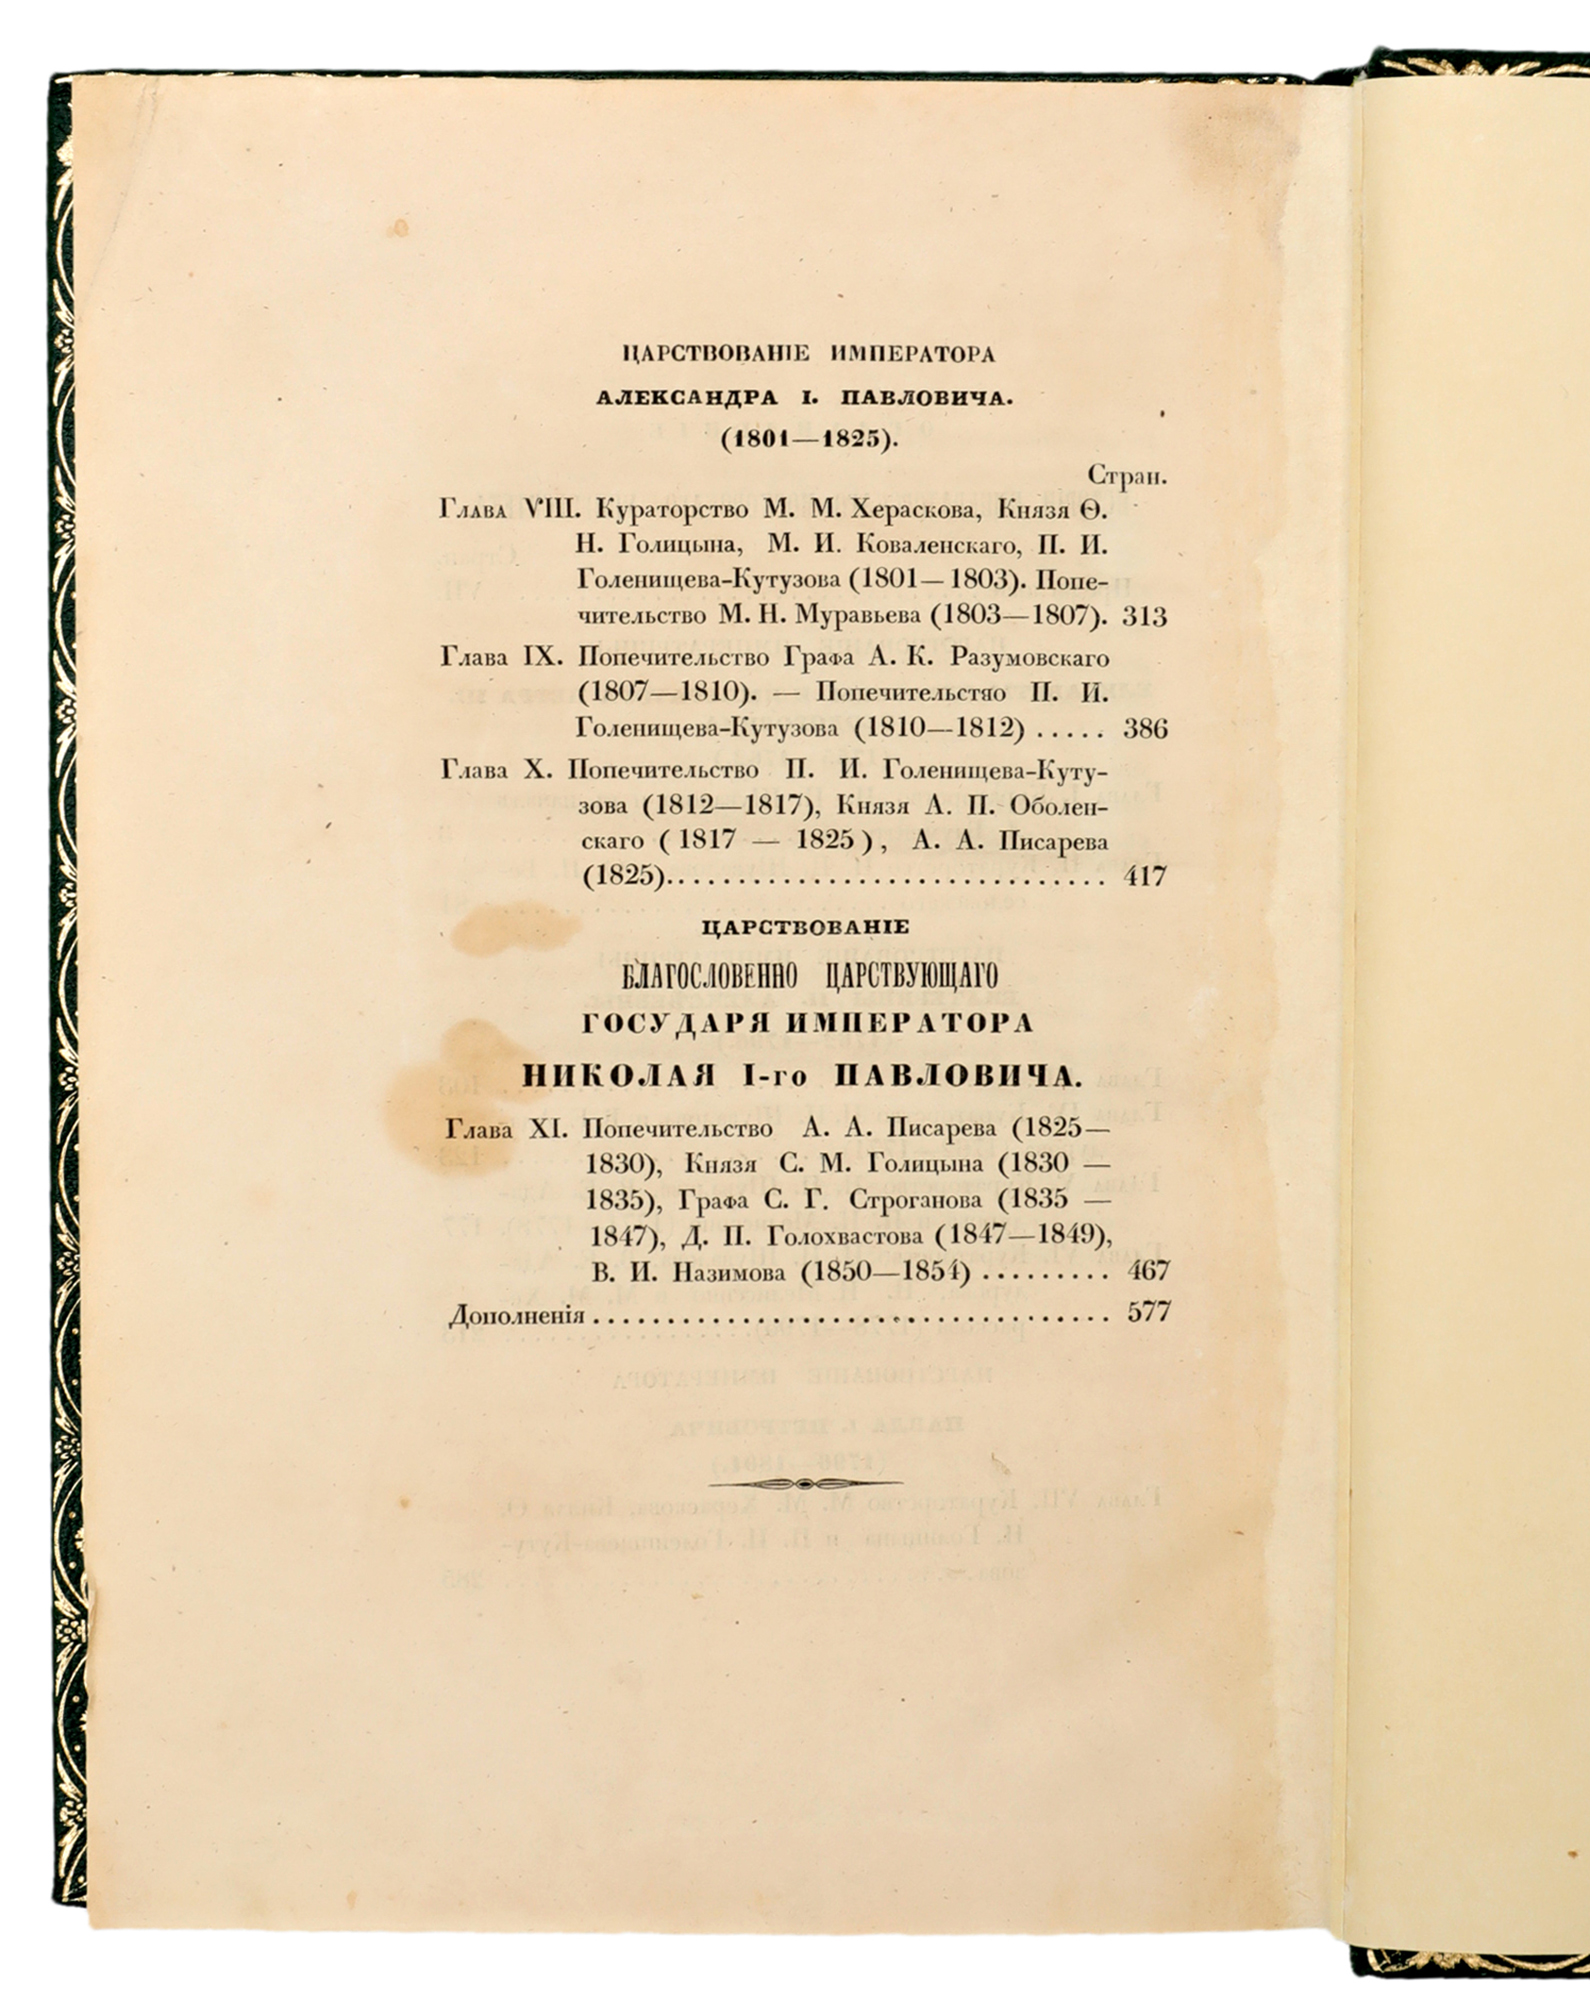 ЦАРСТВОВАНІЕ ИМПЕРАТОРА
АЛЕКСАНДРА I. ПАВЛОВИЧА.
(1801—1825).
Стран.
Глава VIII. Кураторство М. М. Хераскова, Князя Ѳ.
Н. Голицына, М. И. Коваленскаго, П. И.
Голенищева-Кутузова (1801—1803). Попе-
чительство М. Н. Муравьева (1803—1807). 313
Глава IX. Попечительство Графа А. К. Разумовскаго
(1807—1810). — Попечительстяо П. И.
Голенищева-Кутузова (1810—1812) ..... 386
Глава X. Попечительство П. И. Голенищева-Куту-
зова (1812—1817), Князя А. П. Оболен-
скаго (1817 — 1825), А. А. Писарева
(1825).............................. 417
ЦАРСТВОВАНІЕ
БЛАГОСЛОВЕННО ЦАРСТВУЮЩАГО
ГОСУДАРЯ ИМПЕРАТОРА
НИКОЛАЯ I-го ПАВЛОВИЧА.
Глава XI. Попечительство А. А. Писарева (1825—
1830), Князя С. М. Голицына (1830 —
1835), Графа С. Г. Строганова (1835 —
1847), Д. П. Голохвастова (1847—1849),
В. И. Назимова (1850—1854) ......... 467
Дополненія.................................. 577